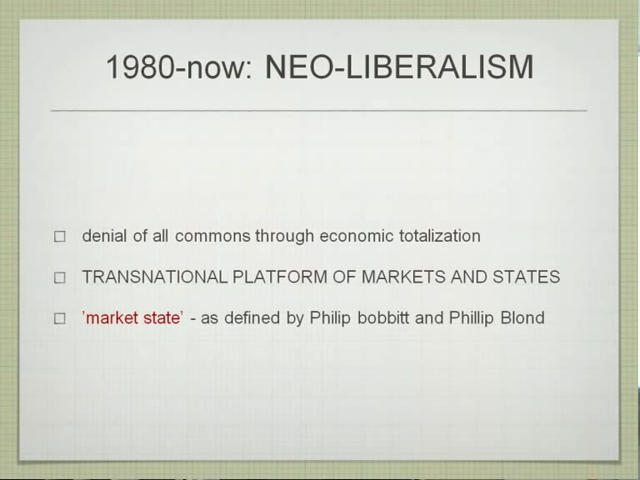 1980-now: NEO-LIBERALISM
denial of all commons through economic totalization
TRANSNATIONAL PLATFORM OF MARKETS AND STATES
’market state’ - as defined by Philip bobbitt and Phillip Blond